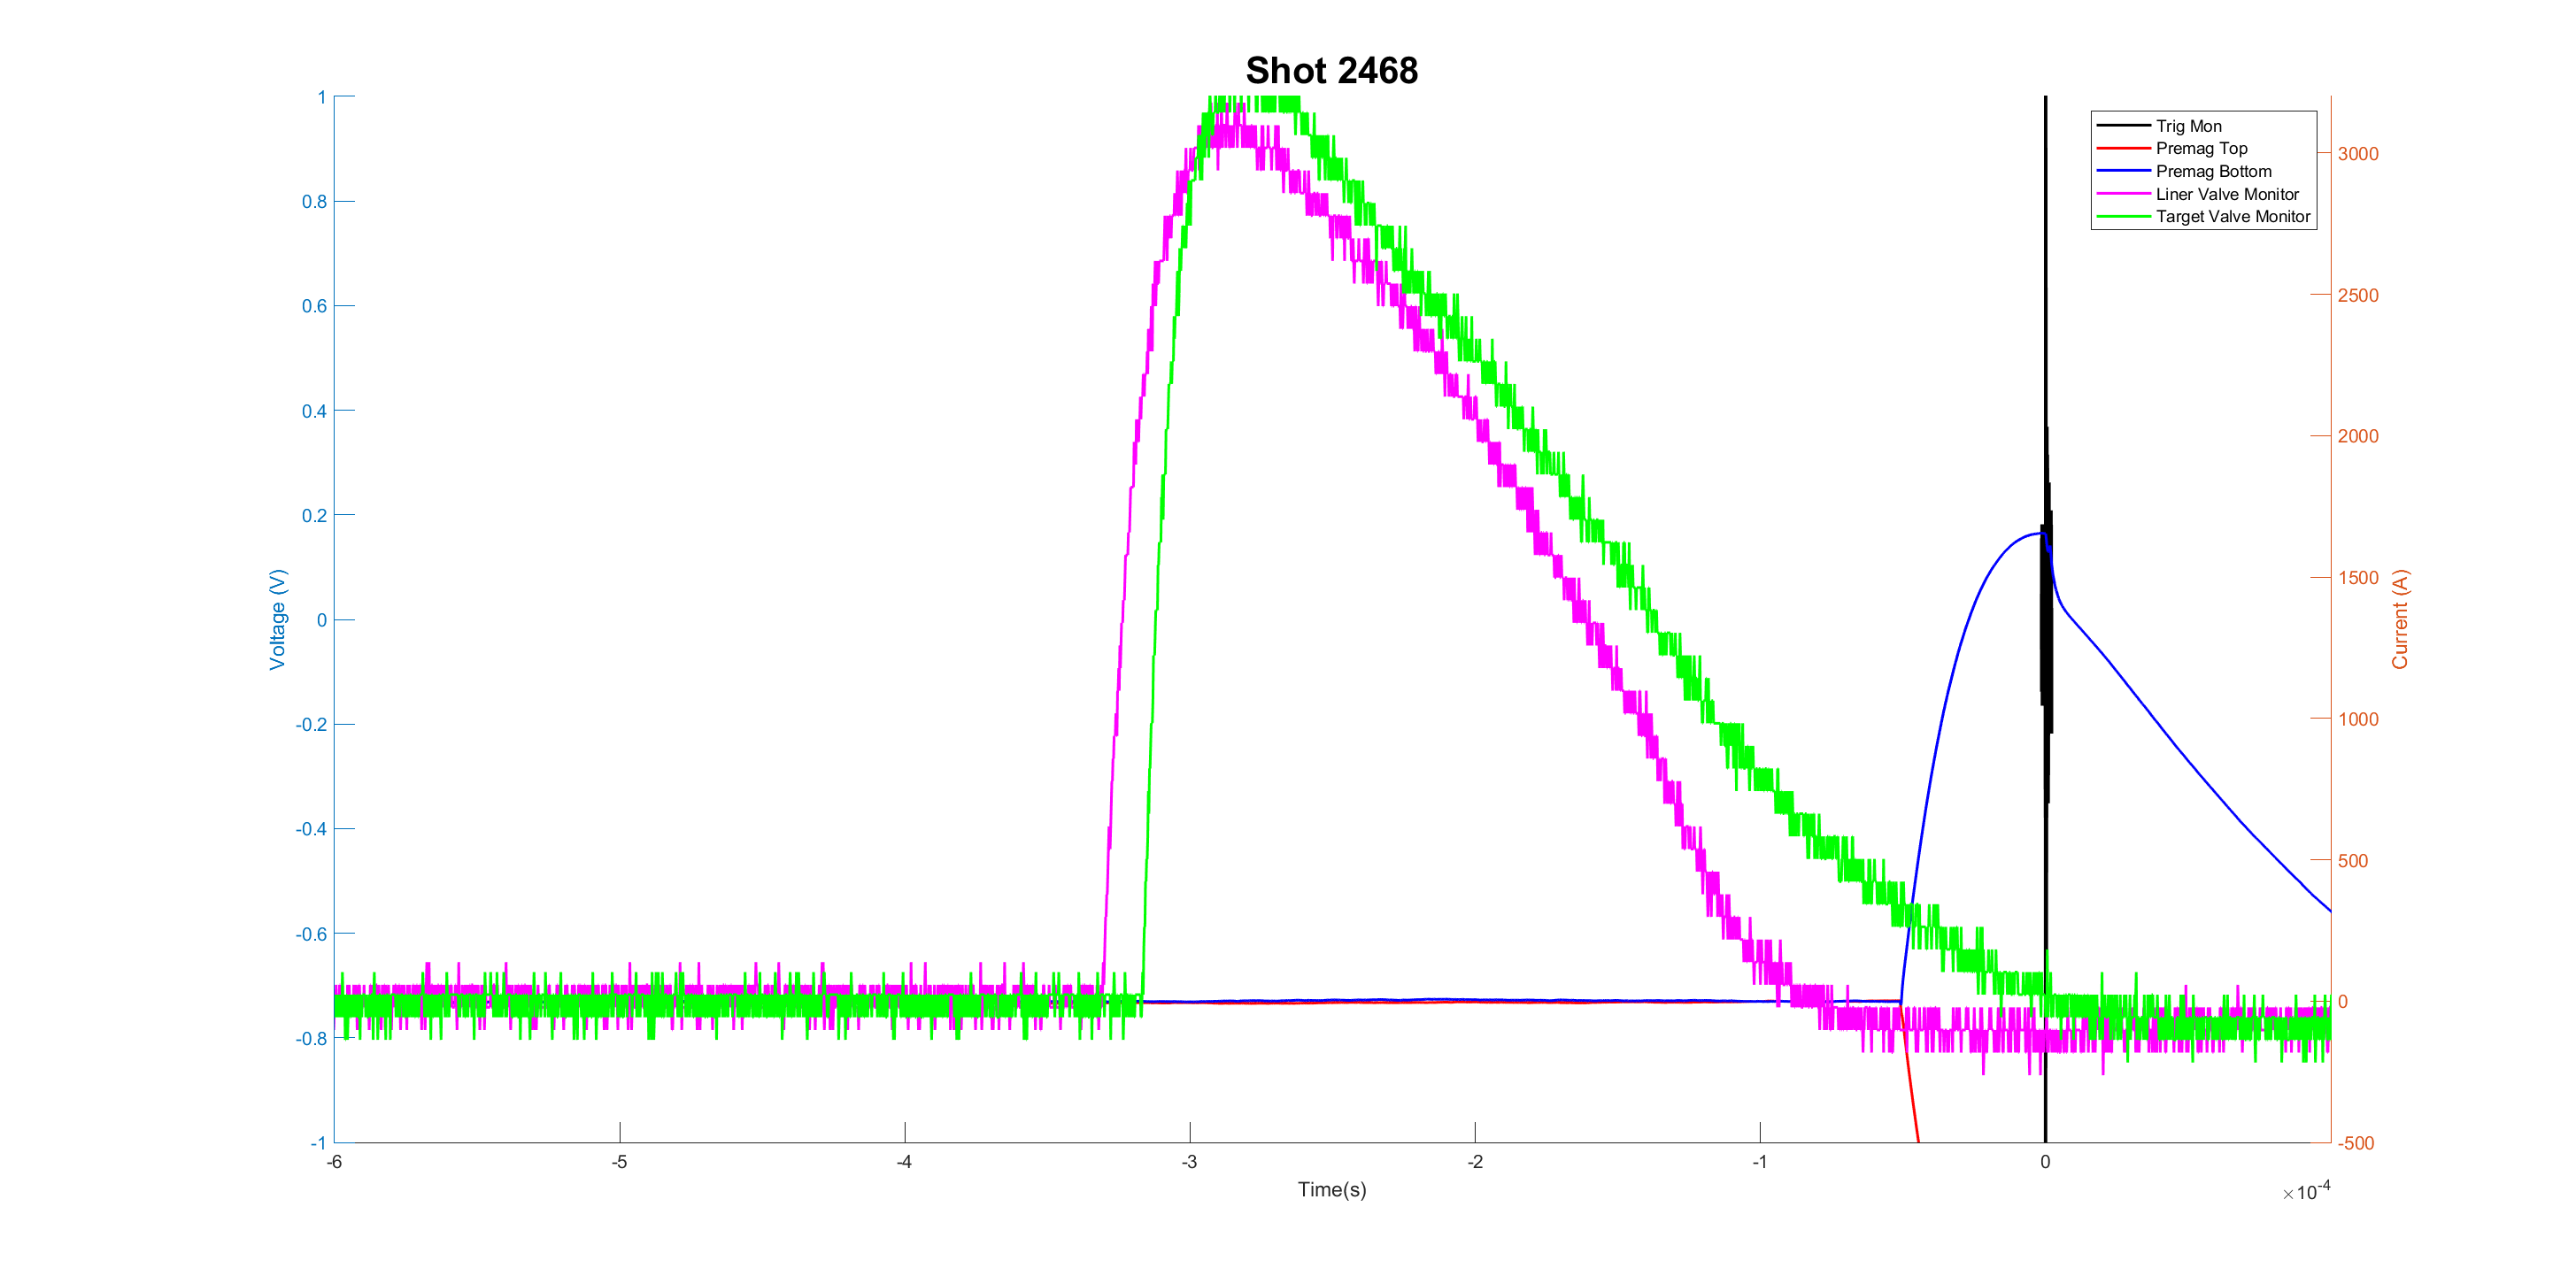 Shot 2468
1
0.8
0.6
0.4
0.2
0
-0.2
-0.4
-0.6
-0.8
-1
Voltage (V)
Trig Mon
Premag Top
Premag Bottom
Liner Valve Monitor
Target Valve Monitor
3000
2500
2000
1500
1000
500
0
-500
Current (A)
-6 -5 -4 -3 -2 -1 0
Time(s)
×10⁻⁴